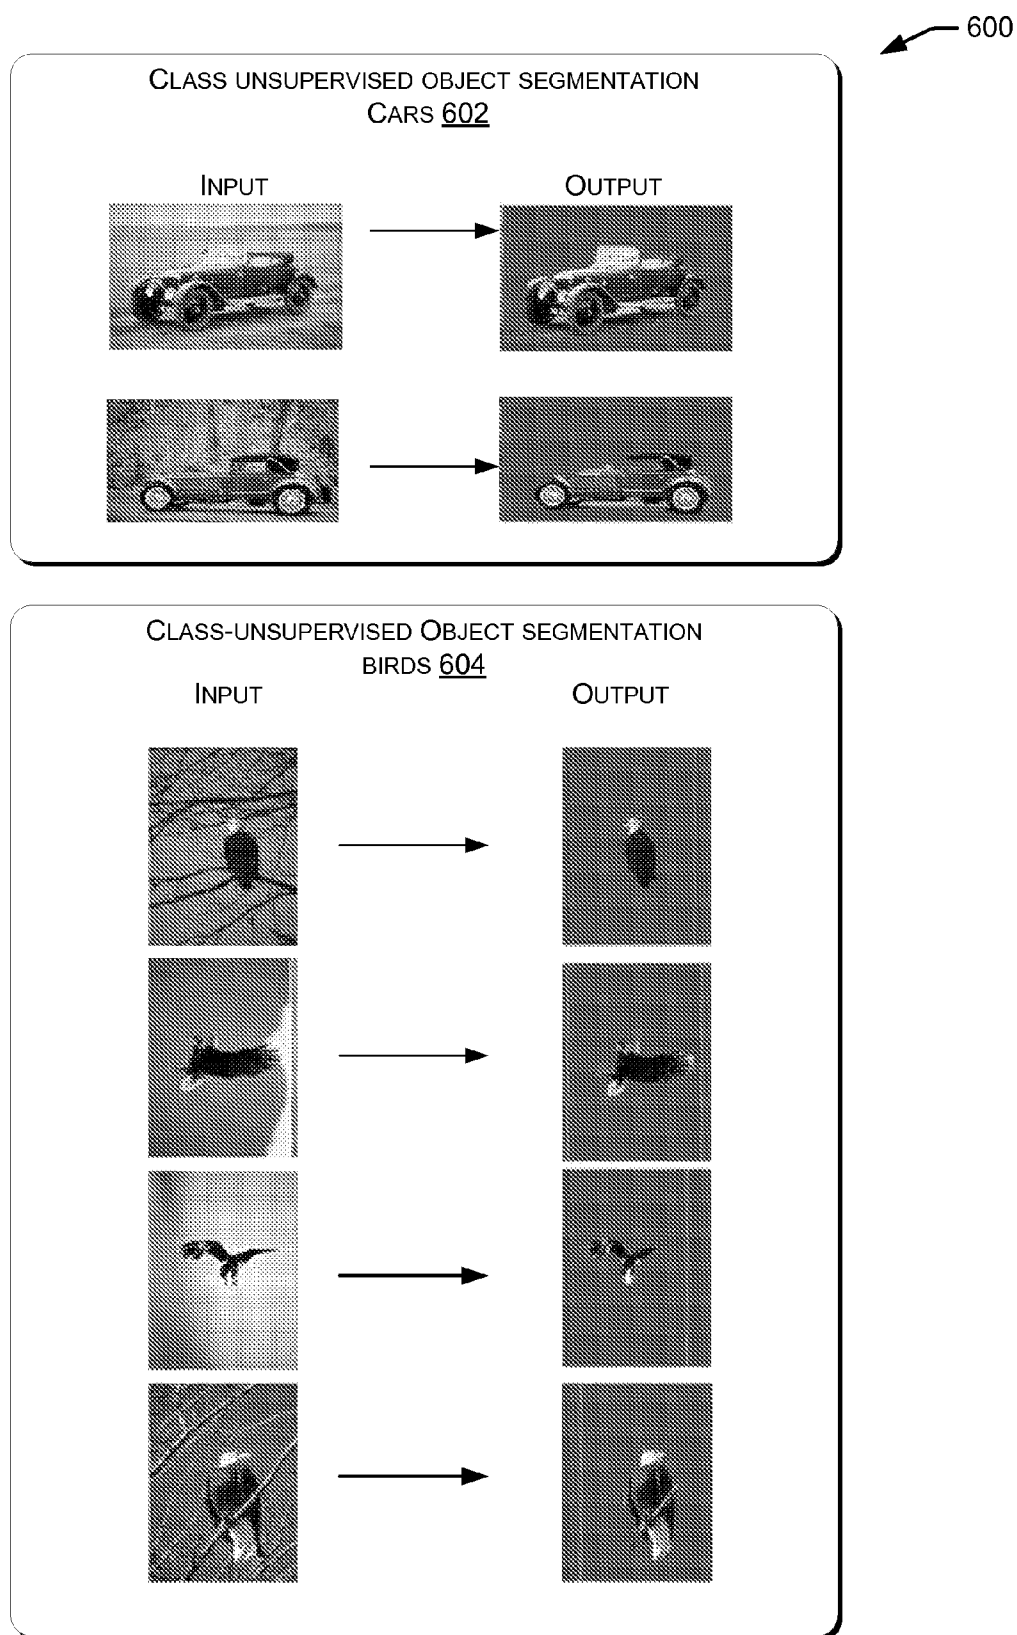 600
CLASS UNSUPERVISED OBJECT SEGMENTATION
CARS 602
INPUT OUTPUT
CLASS-UNSUPERVISED OBJECT SEGMENTATION
BIRDS 604
INPUT OUTPUT